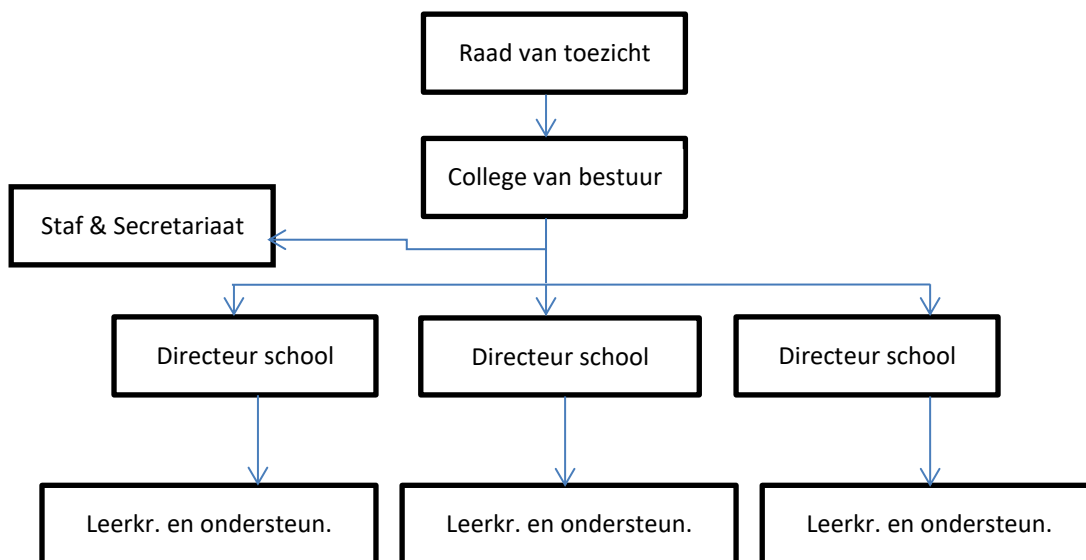 Raad van toezicht
College van bestuur
Staf & Secretariaat
Directeur school
Directeur school
Directeur school
Leerkr. en ondersteun.
Leerkr. en ondersteun.
Leerkr. en ondersteun.